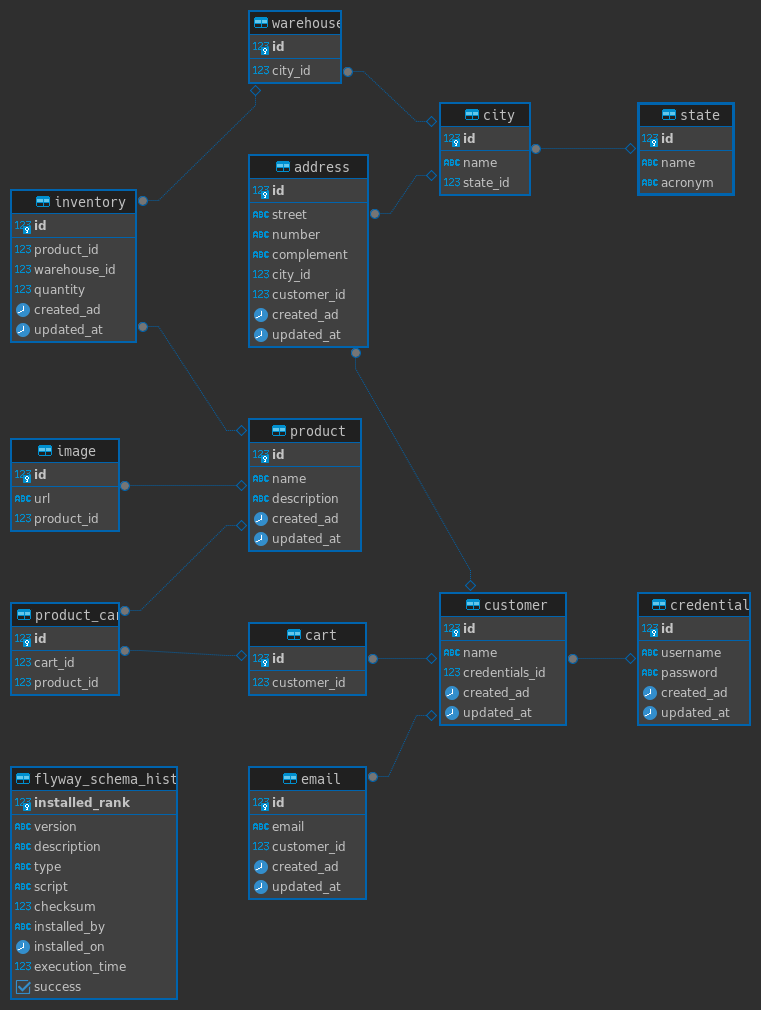 warehouse
123 id
123 city_id
city
123 id
ABC name
123 state_id
state
123 id
ABC name
ABC acronym
address
123 id
ABC street
ABC number
ABC complement
123 city_id
123 customer_id
created_ad
updated_at
inventory
123 id
123 product_id
123 warehouse_id
123 quantity
created_ad
updated_at
product
123 id
ABC name
ABC description
created_ad
updated_at
image
123 id
ABC url
123 product_id
product_car
123 id
123 cart_id
123 product_id
cart
123 id
123 customer_id
customer
123 id
ABC name
123 credentials_id
created_ad
updated_at
credential
123 id
ABC username
ABC password
created_ad
updated_at
flyway_schema_hist
123 installed_rank
ABC version
ABC description
ABC type
ABC script
123 checksum
ABC installed_by
installed_on
123 execution_time
success
email
123 id
ABC email
123 customer_id
created_ad
updated_at